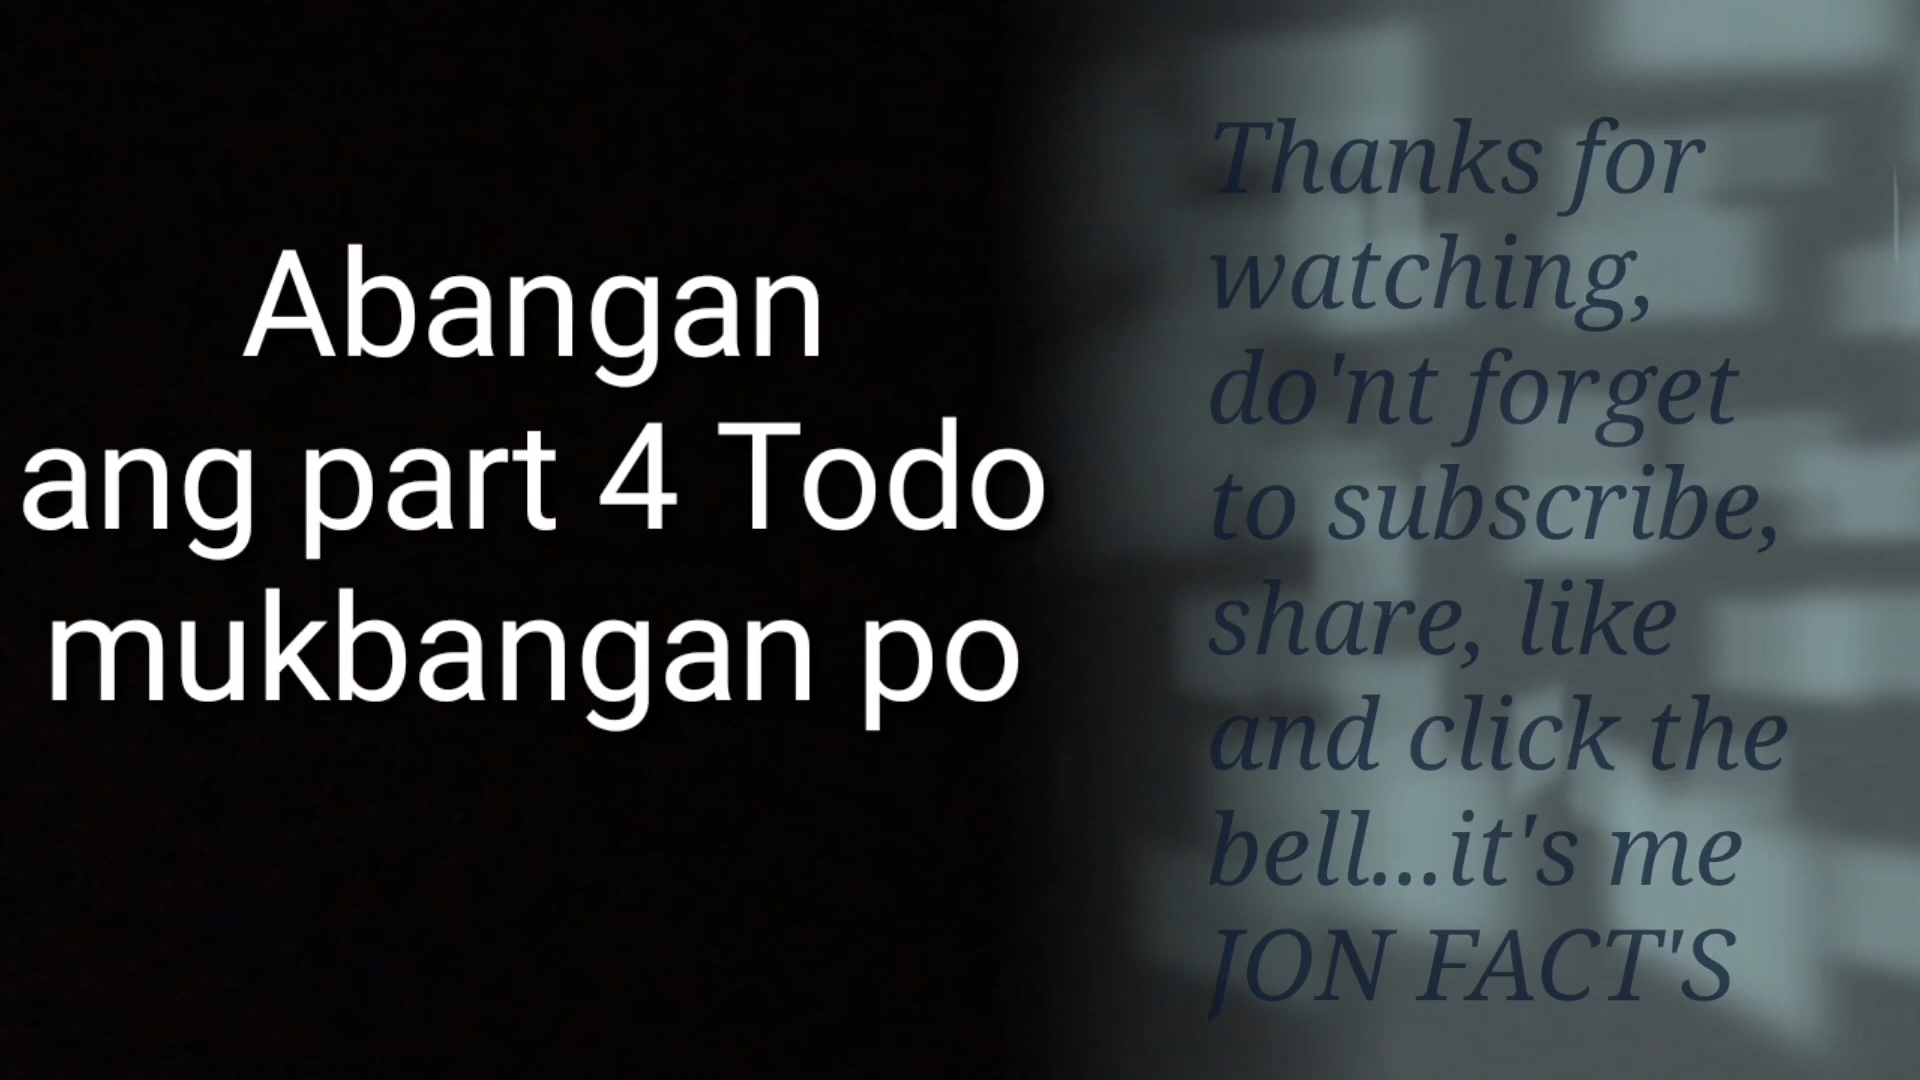 Abangan
ang part 4 Todo
mukbangan po
Thanks for
watching,
do'nt forget
to subscribe,
share, like
and click the
bell...it's me
JON FACT'S